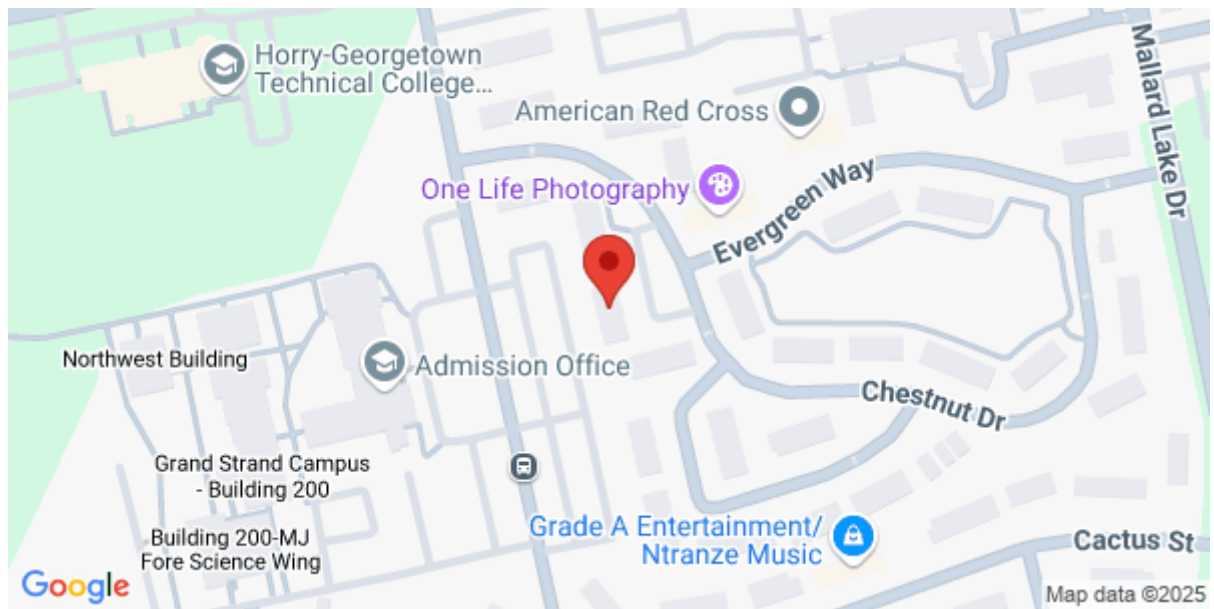 Horry-Georgetown
Technical College...
American Red Cross
One Life Photography
Evergreen Way
Mallard Lake Dr
Northwest Building
Admission Office
Chestnut Dr
Grand Strand Campus
- Building 200
Building 200-MJ
Fore Science Wing
Grade A Entertainment/
Ntranze Music
Cactus St
Google
Map data ©2025